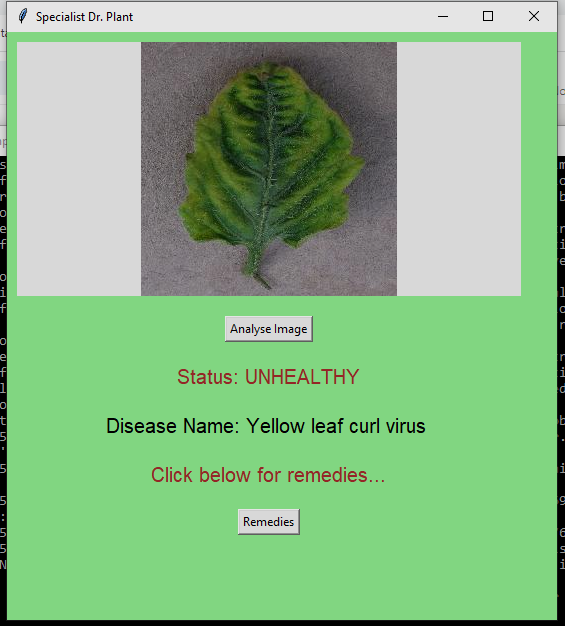 Specialist Dr. Plant
Analyse Image
Status: UNHEALTHY
Disease Name: Yellow leaf curl virus
Click below for remedies...
Remedies